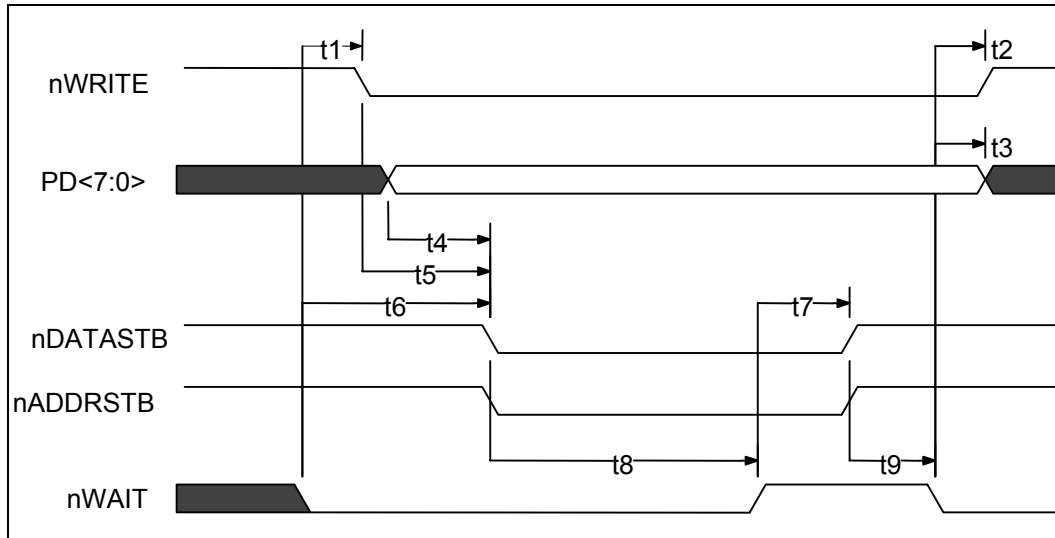 t1
t2
nWRITE
t3
PD<7:0>
t4
t5
t6
t7
nDATASTB
nADDRSTB
t8
t9
nWAIT